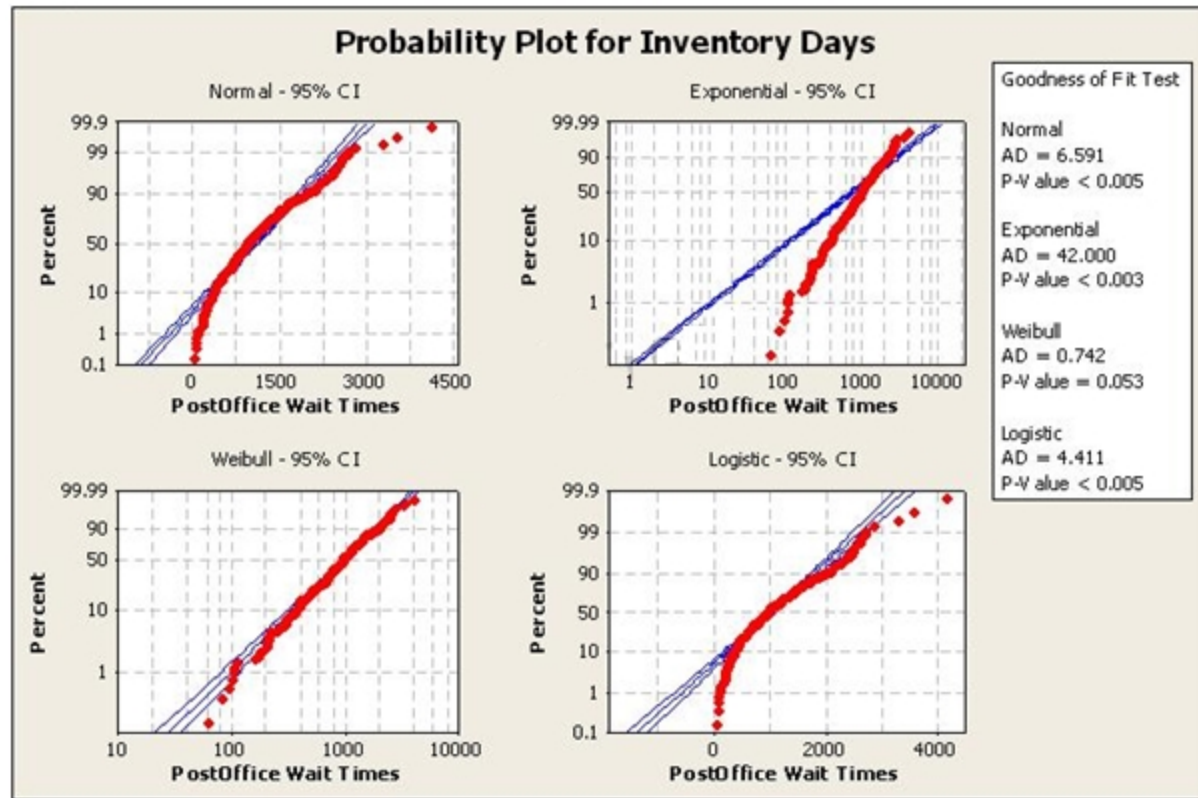 Probability Plot for Inventory Days
Normal - 95% CI
99.9
99
90
50
10
1
0.1
Percent
0 1500 3000 4500
PostOffice Wait Times
Exponential - 95% CI
99.99
90
50
10
1
Percent
1 10 100 1000 10000
PostOffice Wait Times
Weibull - 95% CI
99.99
90
50
10
1
Percent
10 100 1000 10000
PostOffice Wait Times
Logistic - 95% CI
99.9
99
90
50
10
1
0.1
Percent
0 2000 4000
PostOffice Wait Times
Goodness of Fit Test
Normal
AD = 6.591
P-Value < 0.005
Exponential
AD = 42.000
P-Value < 0.003
Weibull
AD = 0.742
P-Value = 0.053
Logistic
AD = 4.411
P-Value < 0.005